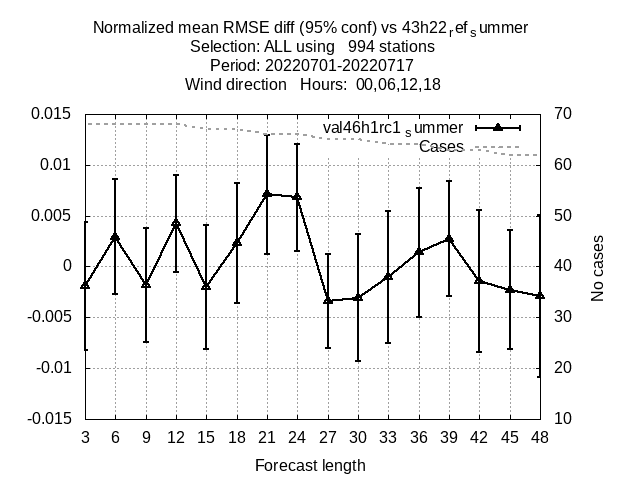 Normalized mean RMSE diff (95% conf) vs 43h22refsummer
Selection: ALL using 994 stations
Period: 20220701-20220717
Wind direction Hours: 00,06,12,18
0.015 70
val46h1rc1summer
Cases
0.01 60
0.005 50
0 40
No cases
-0.005 30
-0.01 20
-0.015 10
3 6 9 12 15 18 21 24 27 30 33 36 39 42 45 48
Forecast length